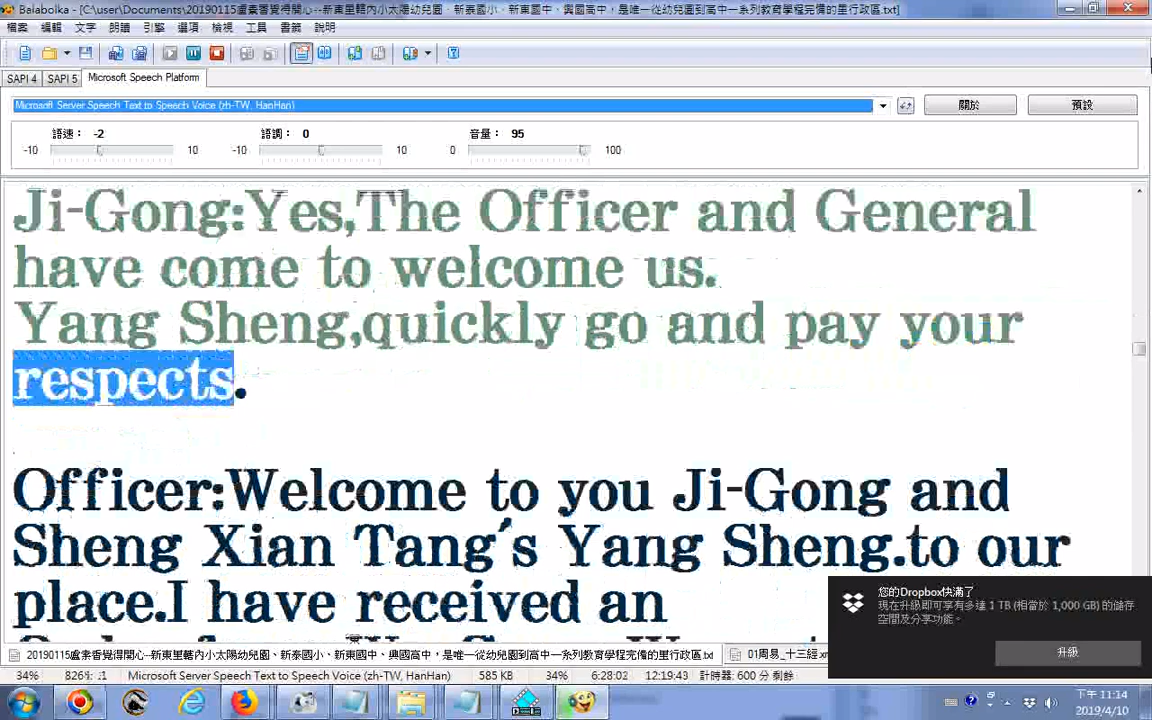 Balabolka - [C:\user\Documents\20190115盧素香覺得開心--新東里轄內小太陽幼兒園、新泰國小、新東國中、興國高中，是唯一從幼兒園到高中一系列教育學程完備的里行政區.txt]
檔案 編輯 文字 朗讀 引擎 選項 檢視 工具 書籤 說明
SAPI 4 SAPI 5 Microsoft Speech Platform
Microsoft Server Speech Text to Speech Voice (zh-TW, HanHan)
關於 預設
語速： -2 語調： 0 音量： 95
-10 10 -10 10 0 100
Ji-Gong:Yes,The Officer and General
have come to welcome us.
Yang Sheng,quickly go and pay your
respects.
Officer:Welcome to you Ji-Gong and
Sheng Xian Tang's Yang Sheng.to our
place.I have received an
您的Dropbox快滿了
現在升級即可享有多達 1 TB (相當於 1,000 GB) 的儲存
空間及分享功能。
升級
20190115盧素香覺得開心--新東里轄內小太陽幼兒園、新泰國小、新東國中、興國高中，是唯一從幼兒園到高中一系列教育學程完備的里行政區.txt 01周易_十三經.
34% Microsoft Server Speech Text to Speech Voice (zh-TW, HanHan) 585 KB 34% 6:28:02 12:19:43 計時器: 600 分 剩餘
下午 11:14
2019/4/10